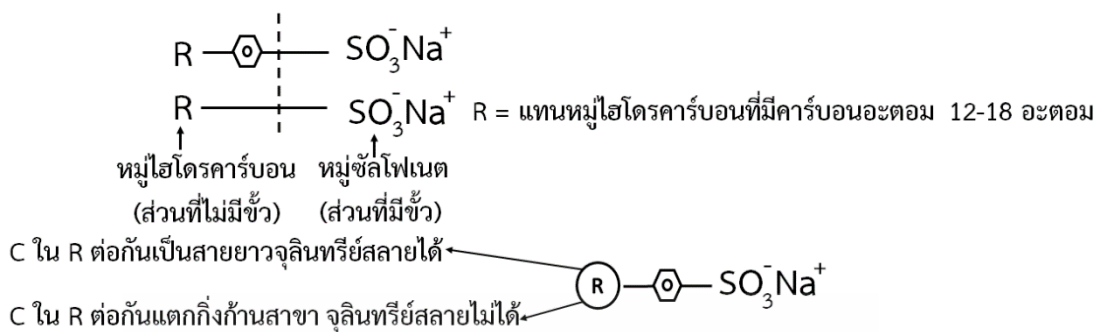 R SO₃⁻Na⁺
R SO₃⁻Na⁺ R = แทนหมู่ไฮโดรคาร์บอนที่มีคาร์บอนอะตอม 12-18 อะตอม
หมู่ไฮโดรคาร์บอน หมู่ซัลโฟเนต
(ส่วนที่ไม่มีขั้ว) (ส่วนที่มีขั้ว)
C ใน R ต่อกันเป็นสายยาวจุลินทรีย์สลายได้
R SO₃⁻Na⁺
C ใน R ต่อกันแตกกิ่งก้านสาขา จุลินทรีย์สลายไม่ได้